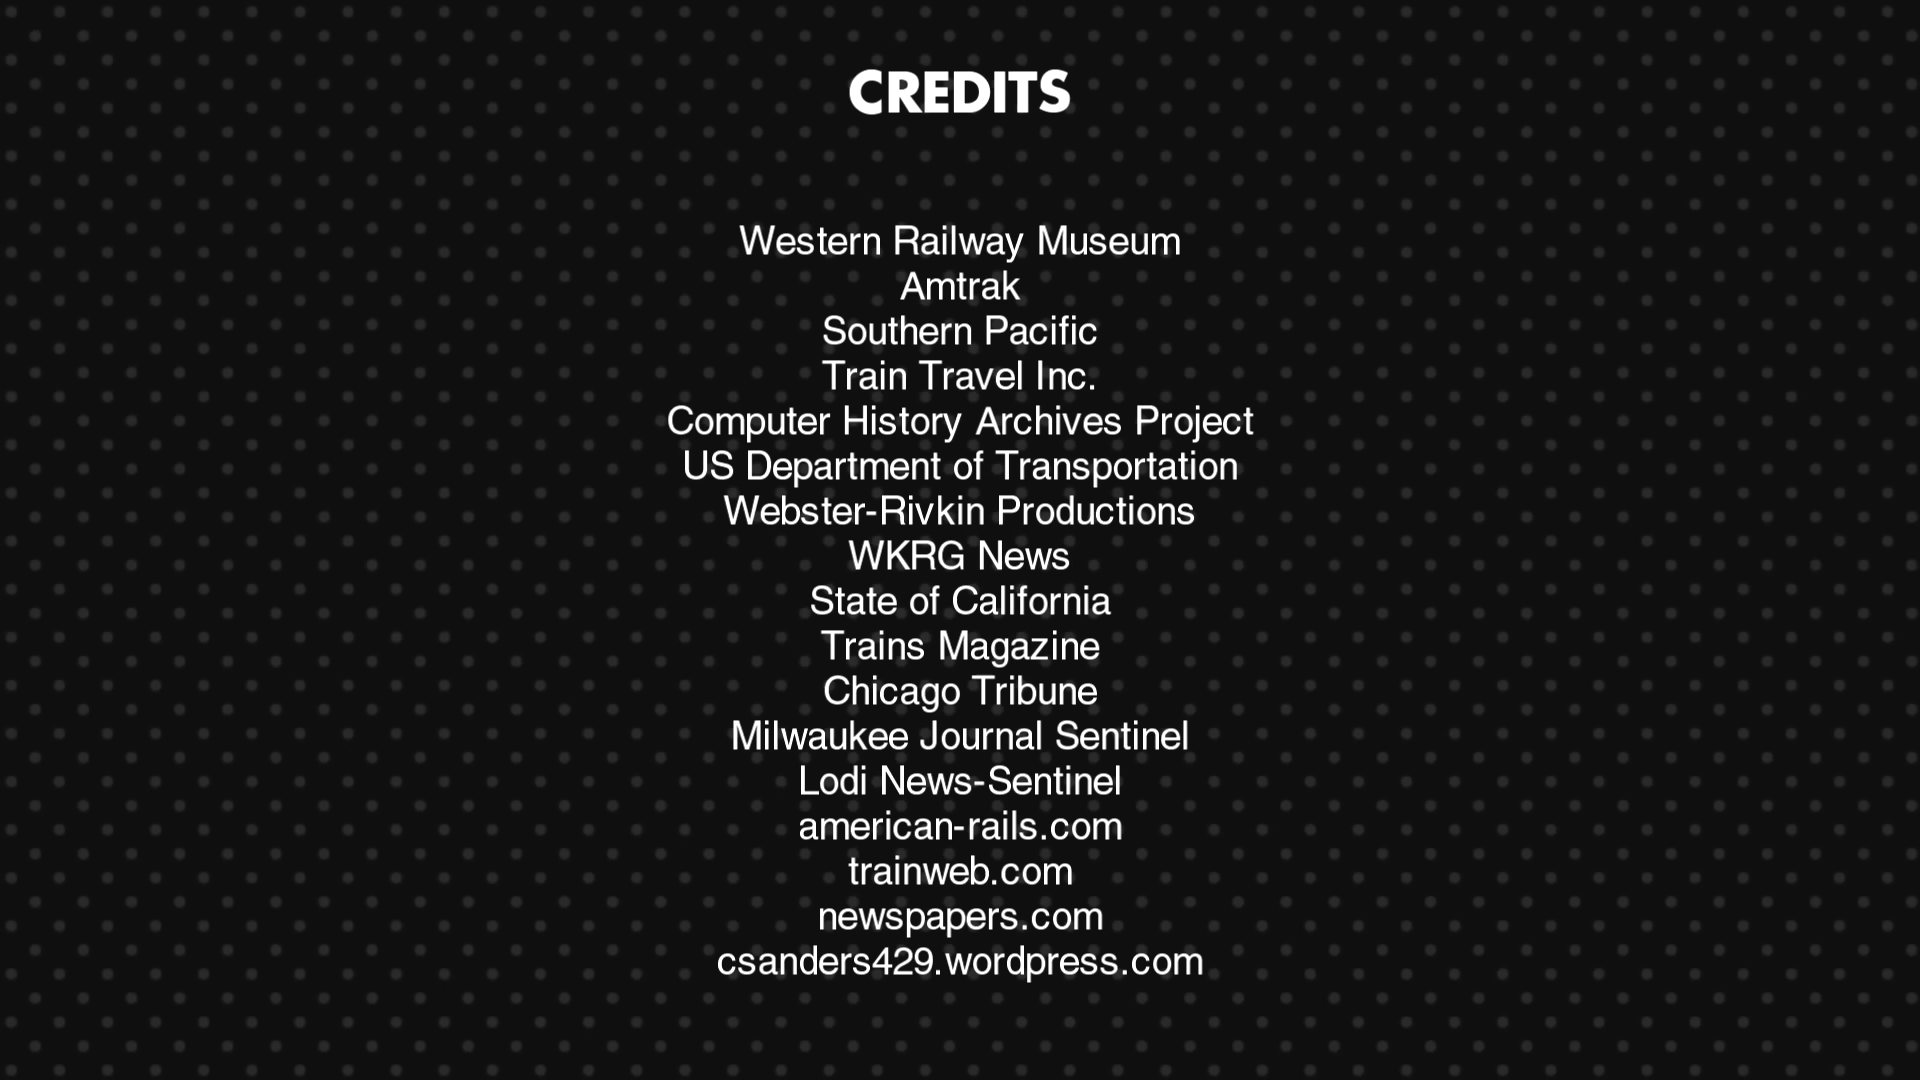 CREDITS
Western Railway Museum
Amtrak
Southern Pacific
Train Travel Inc.
Computer History Archives Project
US Department of Transportation
Webster-Rivkin Productions
WKRG News
State of California
Trains Magazine
Chicago Tribune
Milwaukee Journal Sentinel
Lodi News-Sentinel
american-rails.com
trainweb.com
newspapers.com
csanders429.wordpress.com